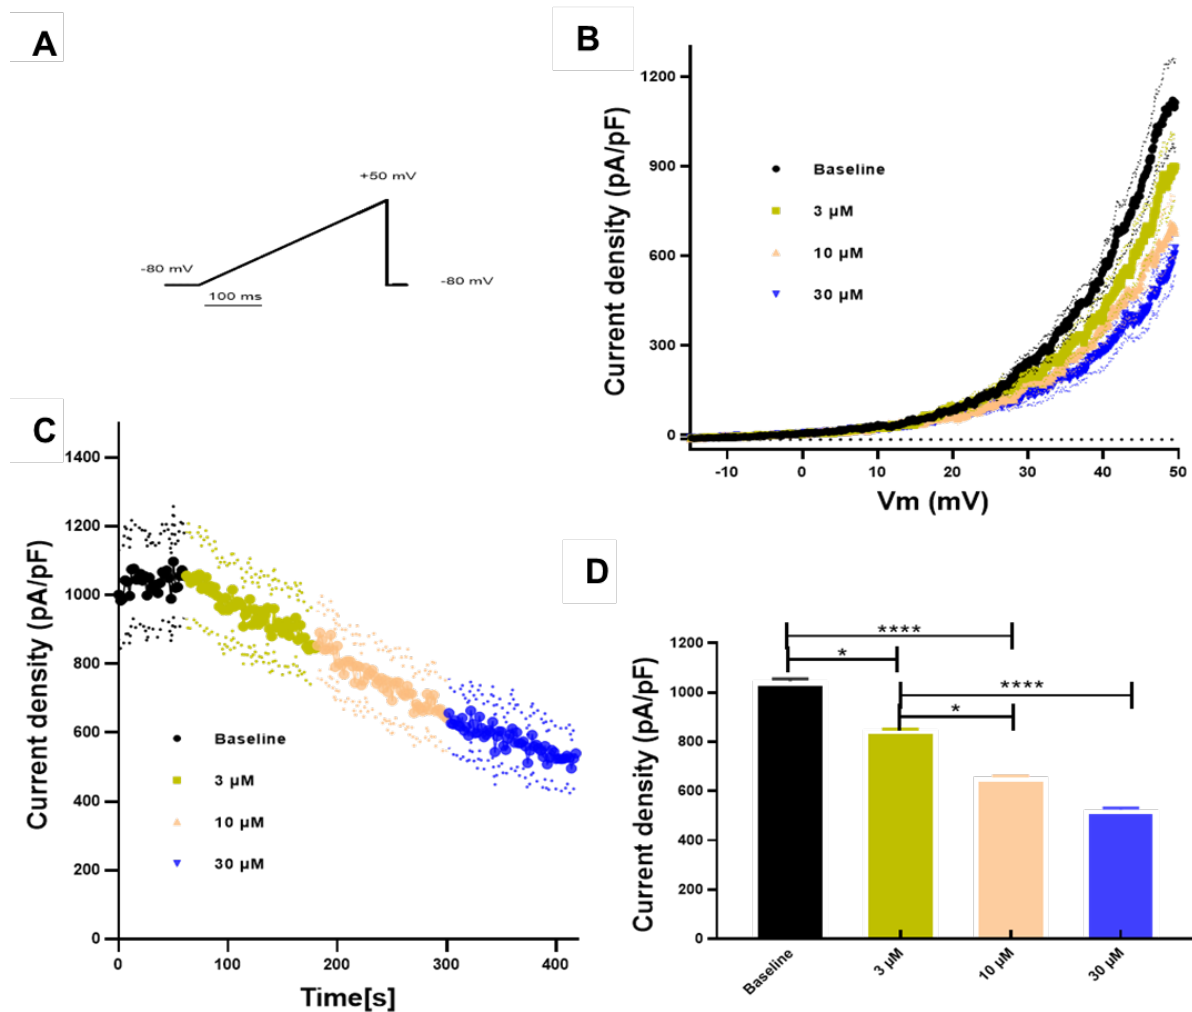 A
+50 mV
-80 mV
-80 mV
100 ms
B
Current density (pA/pF)
1200
900
600
300
0
Baseline
3 µM
10 µM
30 µM
-10
0
10
20
30
40
50
Vm (mV)
C
Current density (pA/pF)
1400
1200
1000
800
600
400
200
0
Baseline
3 µM
10 µM
30 µM
0
100
200
300
400
Time[s]
D
Current density (pA/pF)
1200
1000
800
600
400
200
0
****
*
****
*
Baseline
3 µM
10 µM
30 µM